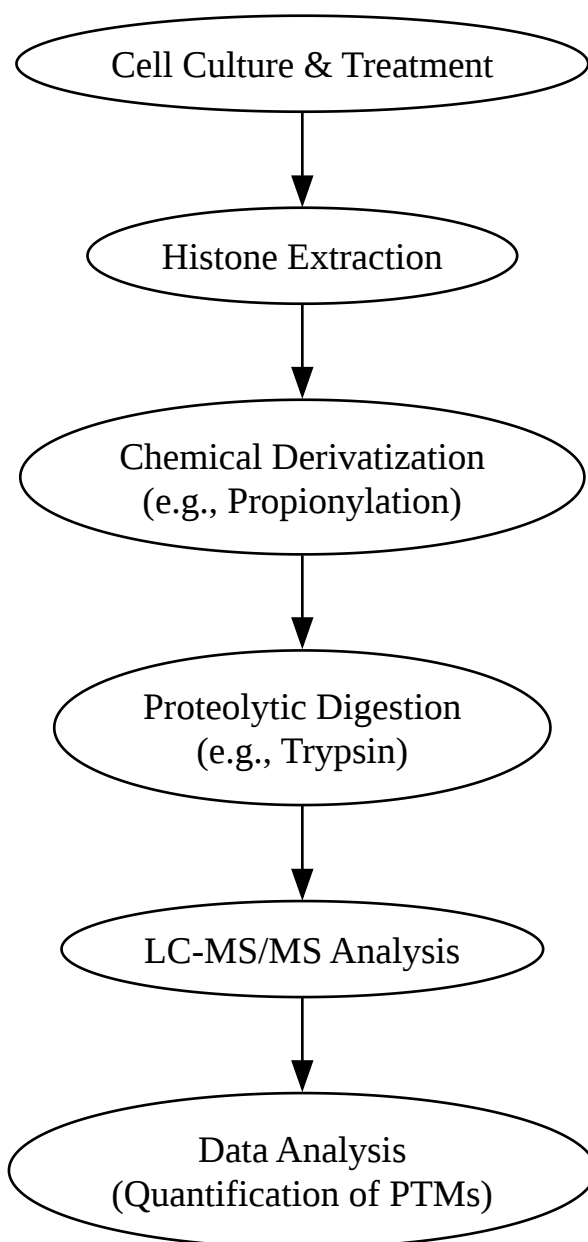 Cell Culture & Treatment
Histone Extraction
Chemical Derivatization
(e.g., Propionylation)
Proteolytic Digestion
(e.g., Trypsin)
LC-MS/MS Analysis
Data Analysis
(Quantification of PTMs)